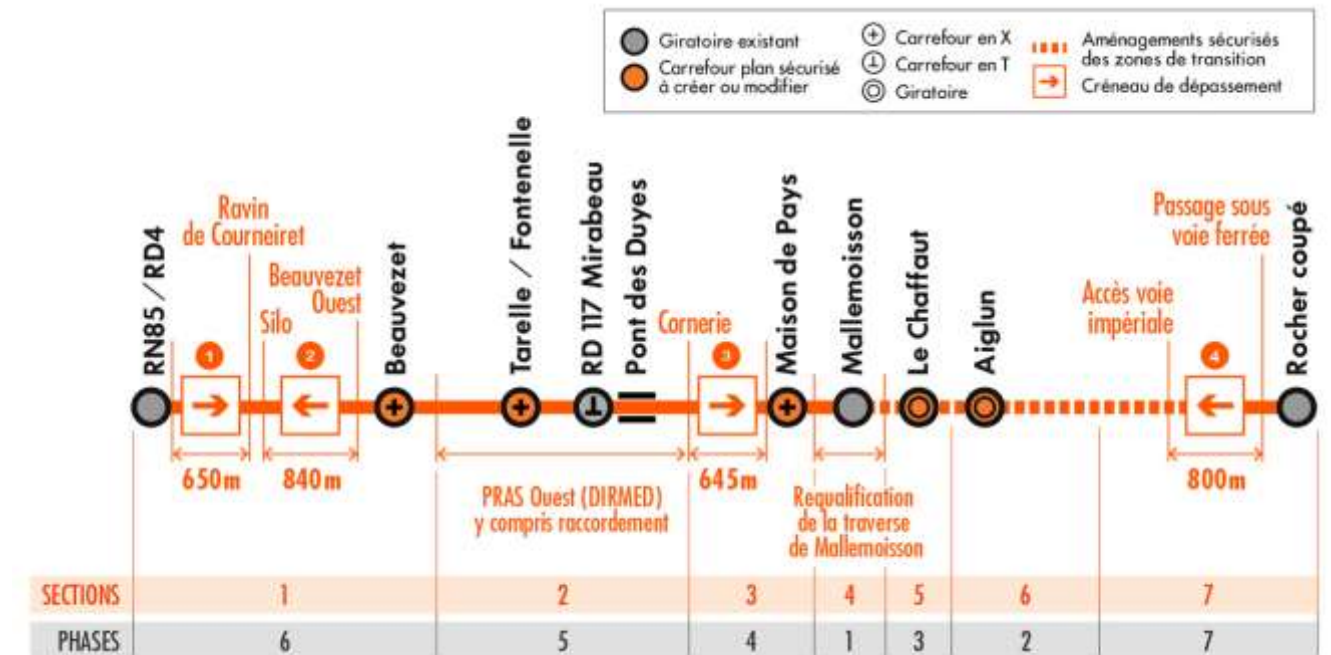 Giratoire existant
Carrefour plan sécurisé
à créer ou modifier
Carrefour en X
Carrefour en T
Giratoire
Aménagements sécurisés
des zones de transition
Créneau de dépassement
RN85 / RD4
Ravin
de Courneiret
Silo
Beauvezet
Ouest
Beauvezet
Tarelle / Fontenelle
RD 117 Mirabeau
Pont des Duyes
Cornerie
Maison de Pays
Mallemoisson
Le Chaffaut
Aiglun
Accès voie
impériale
Passage sous
voie ferrée
Rocher coupé
1
2
3
4
650m
840m
645m
800m
PRAS Ouest (DIRMED)
y compris raccordement
Requalification
de la traverse
de Mallemoisson
SECTIONS 1 2 3 4 5 6 7
PHASES 6 5 4 1 3 2 7